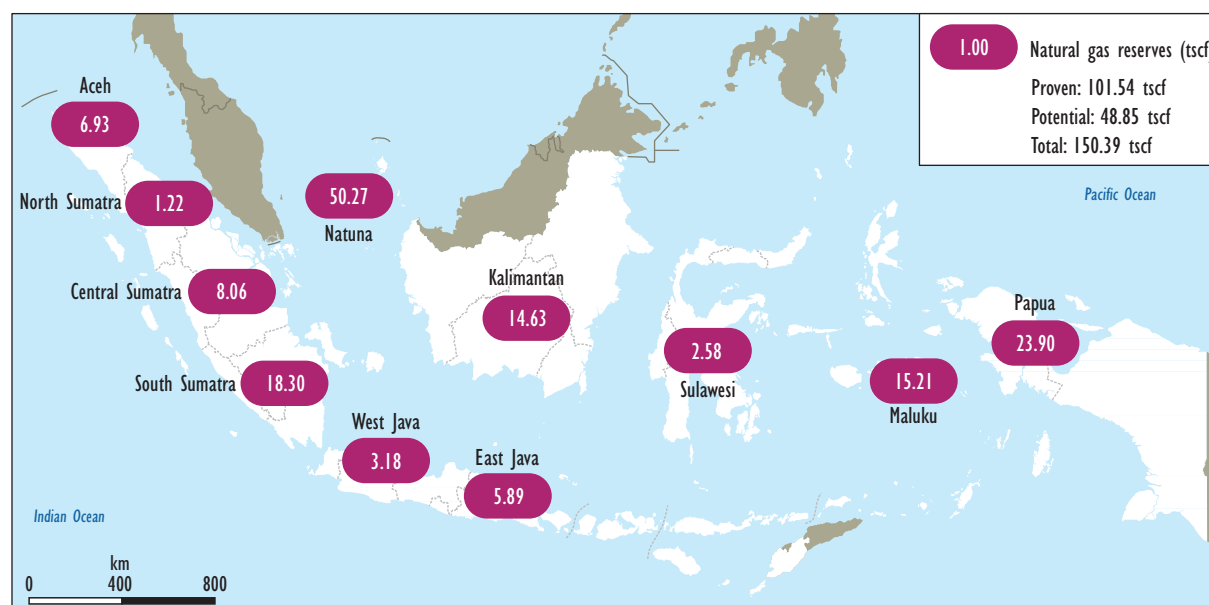 1.00 Natural gas reserves (tscf
Proven: 101.54 tscf
Potential: 48.85 tscf
Total: 150.39 tscf
Aceh
6.93
North Sumatra 1.22
50.27
Natuna
Pacific Ocean
Central Sumatra 8.06
Kalimantan
14.63
Papua
23.90
2.58
Sulawesi
15.21
Maluku
South Sumatra 18.30
West Java
3.18
East Java
5.89
Indian Ocean
km
0 400 800